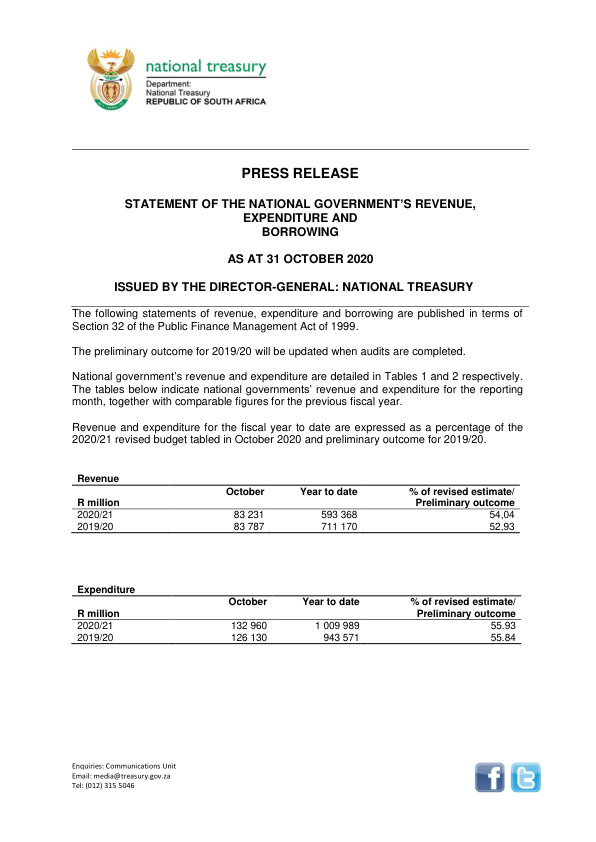 national treasury
Department:
National Treasury
REPUBLIC OF SOUTH AFRICA
PRESS RELEASE
STATEMENT OF THE NATIONAL GOVERNMENT'S REVENUE,
EXPENDITURE AND
BORROWING
AS AT 31 OCTOBER 2020
ISSUED BY THE DIRECTOR-GENERAL: NATIONAL TREASURY
The following statements of revenue, expenditure and borrowing are published in terms of
Section 32 of the Public Finance Management Act of 1999.
The preliminary outcome for 2019/20 will be updated when audits are completed.
National government's revenue and expenditure are detailed in Tables 1 and 2 respectively.
The tables below indicate national governments' revenue and expenditure for the reporting
month, together with comparable figures for the previous fiscal year.
Revenue and expenditure for the fiscal year to date are expressed as a percentage of the
2020/21 revised budget tabled in October 2020 and preliminary outcome for 2019/20.
Revenue
October Year to date % of revised estimate/
R million Preliminary outcome
2020/21 83 231 593 368 54,04
2019/20 83 787 711 170 52,93
Expenditure
October Year to date % of revised estimate/
R million Preliminary outcome
2020/21 132 960 1 009 989 55.93
2019/20 126 130 943 571 55.84
Enquiries: Communications Unit
Email: media@treasury.gov.za
Tel: (012) 315 5046